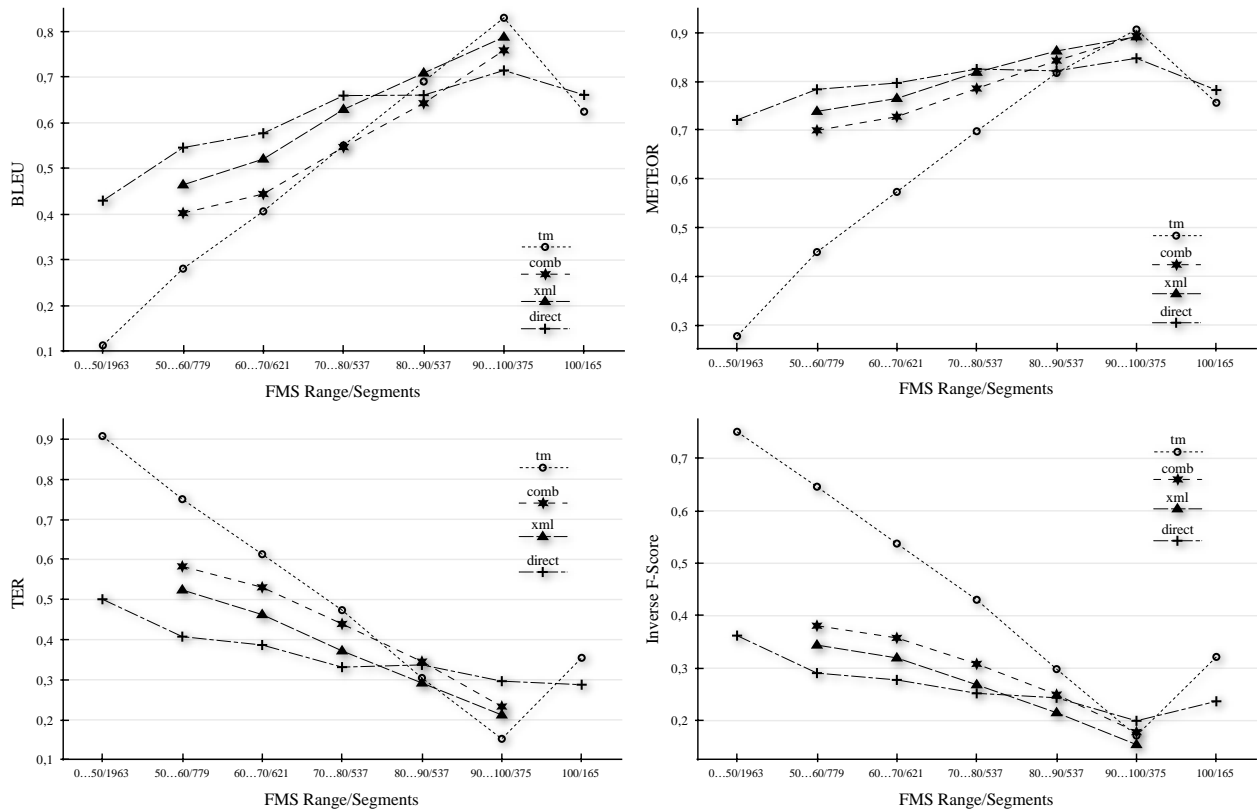 BLEU
0,8
0,7
0,6
0,5
0,4
0,3
0,2
0,1
tm
comb
xml
direct
0…50/1963 50…60/779 60…70/621 70…80/537 80…90/537 90…100/375 100/165
FMS Range/Segments
METEOR
0,9
0,8
0,7
0,6
0,5
0,4
0,3
tm
comb
xml
direct
0…50/1963 50…60/779 60…70/621 70…80/537 80…90/537 90…100/375 100/165
FMS Range/Segments
TER
0,9
0,8
0,7
0,6
0,5
0,4
0,3
0,2
0,1
tm
comb
xml
direct
0…50/1963 50…60/779 60…70/621 70…80/537 80…90/537 90…100/375 100/165
FMS Range/Segments
Inverse F-Score
0,7
0,6
0,5
0,4
0,3
0,2
tm
comb
xml
direct
0…50/1963 50…60/779 60…70/621 70…80/537 80…90/537 90…100/375 100/165
FMS Range/Segments